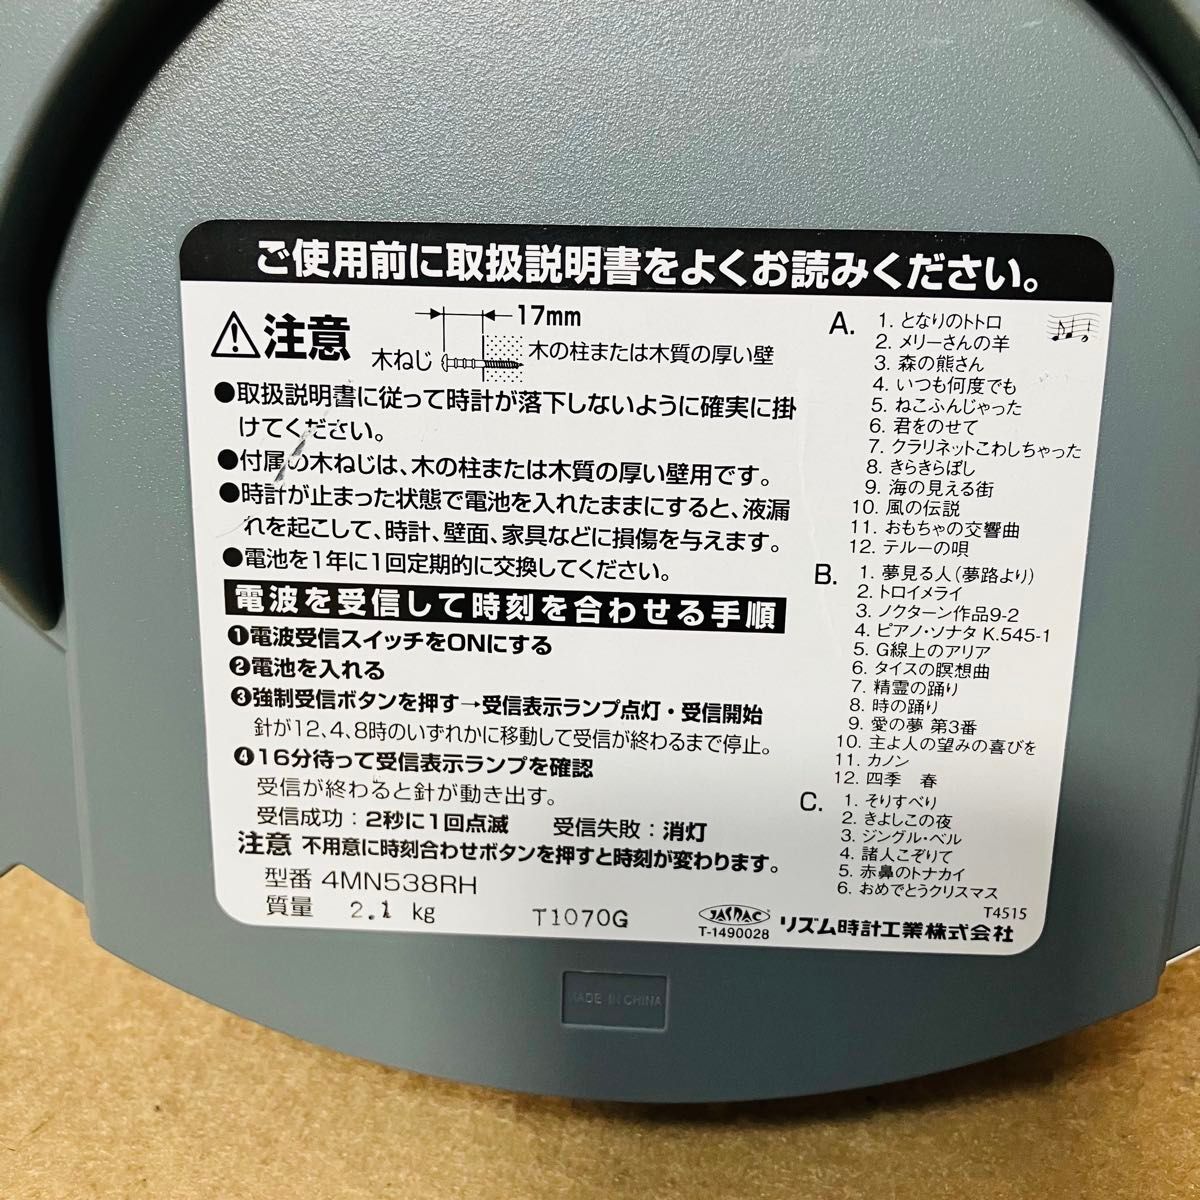 ご使用前に取扱説明書をよくお読みください。
注意
17mm
木ねじ
木の柱または木質の厚い壁
●取扱説明書に従って時計が落下しないように確実に掛
けてください。
●付属の木ねじは、木の柱または木質の厚い壁用です。
●時計が止まった状態で電池を入れたままにすると、液漏
れを起こして、時計、壁面、家具などに損傷を与えます。
●電池を1年に1回定期的に交換してください。
電波を受信して時刻を合わせる手順
❶電波受信スイッチをONにする
❷電池を入れる
❸強制受信ボタンを押す→受信表示ランプ点灯・受信開始
針が12、4、8時のいずれかに移動して受信が終わるまで停止。
❹16分待って受信表示ランプを確認
受信が終わると針が動き出す。
受信成功：2秒に1回点滅 受信失敗：消灯
注意 不用意に時刻合わせボタンを押すと時刻が変わります。
型番 4MN538RH
質量 2.1 kg
T1070G
A. 1. となりのトトロ
2. メリーさんの羊
3. 森の熊さん
4. いつも何度でも
5. ねこふんじゃった
6. 君をのせて
7. クラリネットこわしちゃった
8. きらきらぼし
9. 海の見える街
10. 風の伝説
11. おもちゃの交響曲
12. テルーの唄
B. 1. 夢見る人(夢路より)
2. トロイメライ
3. ノクターン作品9-2
4. ピアノ・ソナタ K.545-1
5. G線上のアリア
6. タイスの瞑想曲
7. 精霊の踊り
8. 時の踊り
9. 愛の夢 第3番
10. 主よ人の望みの喜びを
11. カノン
12. 四季 春
C. 1. そりすべり
2. きよしこの夜
3. ジングル・ベル
4. 諸人こぞりて
5. 赤鼻のトナカイ
6. おめでとうクリスマス
T4515
JASRAC
T-1490028
リズム時計工業株式会社
MADE IN CHINA